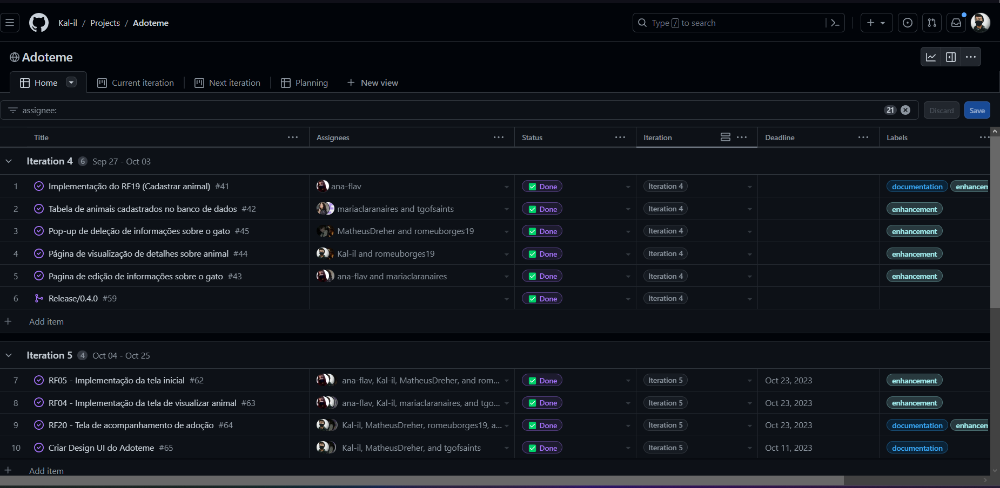 Kal-il / Projects / Adoteme
Type / to search
Adoteme
Home
Current iteration
Next iteration
Planning
New view
assignee:
21
Discard
Save
Title
Assignees
Status
Iteration
Deadline
Labels
Iteration 4 6 Sep 27 - Oct 03
1 Implementação do RF19 (Cadastrar animal) #41 ana-flav Done Iteration 4 documentation enhancem
2 Tabela de animais cadastrados no banco de dados #42 mariaclaranaires and tgofsaints Done Iteration 4 enhancement
3 Pop-up de deleção de informações sobre o gato #45 MatheusDreher and romeuborges19 Done Iteration 4 enhancement
4 Página de visualização de detalhes sobre animal #44 Kal-il and romeuborges19 Done Iteration 4 enhancement
5 Pagina de edição de informações sobre o gato #43 ana-flav and mariaclaranaires Done Iteration 4 enhancement
6 Release/0.4.0 #59 Done Iteration 4
Add item
Iteration 5 4 Oct 04 - Oct 25
7 RF05 - Implementação da tela inicial #62 ana-flav, Kal-il, MatheusDreher, and rom... Done Iteration 5 Oct 23, 2023 enhancement
8 RF04 - Implementação da tela de visualizar animal #63 ana-flav, Kal-il, mariaclaranaires, and tgo... Done Iteration 5 Oct 23, 2023 enhancement
9 RF20 - Tela de acompanhamento de adoção #64 Kal-il, MatheusDreher, romeuborges19, a... Done Iteration 5 Oct 23, 2023 documentation enhancem
10 Criar Design UI do Adoteme #65 Kal-il, MatheusDreher, and tgofsaints Done Iteration 5 Oct 11, 2023 documentation
Add item